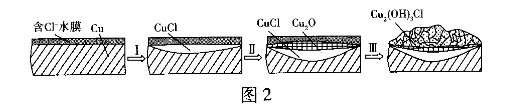 含Cl⁻水膜 Cu CuCl CuCl Cu₂O Cu₂(OH)₃Cl
Ⅰ Ⅱ Ⅲ
图2